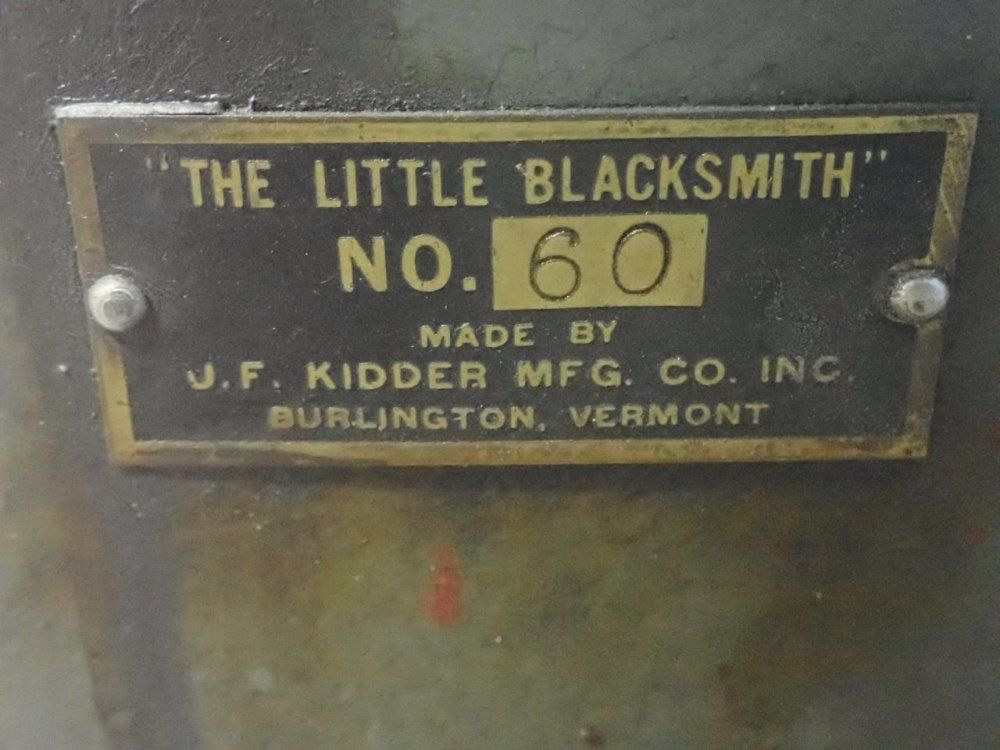 "THE LITTLE BLACKSMITH"
NO. 60
MADE BY
J.F. KIDDER MFG. CO. INC.
BURLINGTON, VERMONT